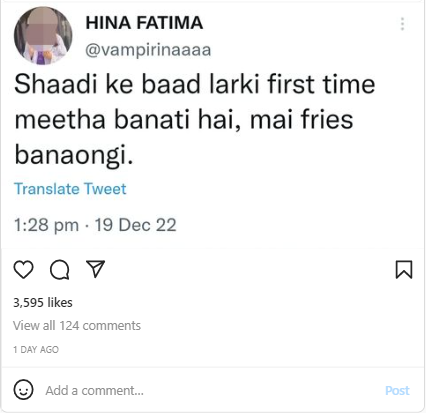 HINA FATIMA
@vampirinaaaa
Shaadi ke baad larki first time
meetha banati hai, mai fries
banaongi.
Translate Tweet
1:28 pm · 19 Dec 22
3,595 likes
View all 124 comments
1 DAY AGO
Add a comment...
Post